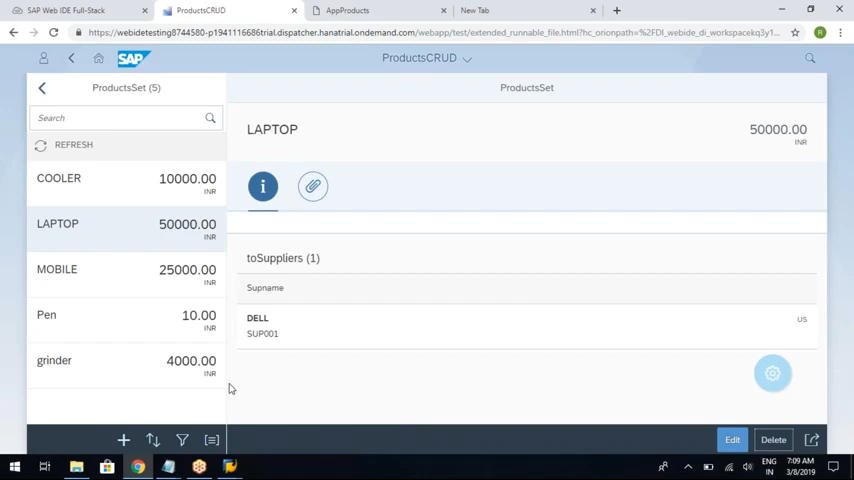 SAP Web IDE Full-Stack
ProductsCRUD
AppProducts
New Tab
https://webidetesting8744580-p1941116686trial.dispatcher.hanatrial.ondemand.com/webapp/test/extended_runnable_file.html?hc_orionpath=%2FDI_webide_di_workspacekq3y1...
R
SAP
ProductsCRUD
ProductsSet (5)
ProductsSet
Search
REFRESH
LAPTOP
50000.00
INR
COOLER
10000.00
INR
LAPTOP
50000.00
INR
MOBILE
25000.00
INR
Pen
10.00
INR
grinder
4000.00
INR
toSuppliers (1)
Supname
DELL
US
SUP001
Edit
Delete
ENG
IN
7:09 AM
3/8/2019